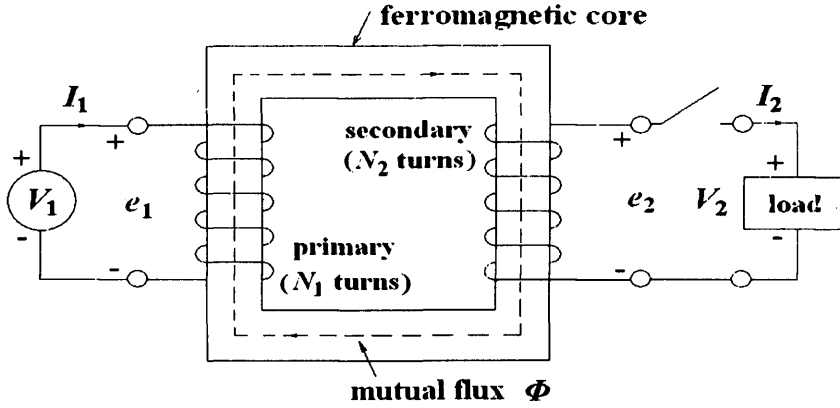 ferromagnetic core
I₁
I₂
+
+
secondary
(N₂ turns)
+
+
V₁
e₁
e₂
V₂
load
-
-
primary
(N₁ turns)
-
-
mutual flux Φ